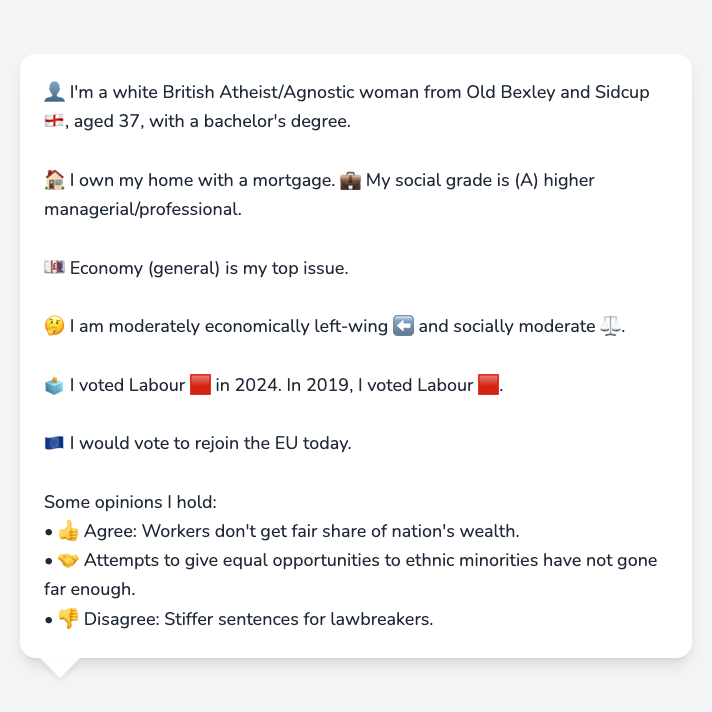 👤 I'm a white British Atheist/Agnostic woman from Old Bexley and Sidcup
🏴󠁧󠁢󠁥󠁮󠁧󠁿, aged 37, with a bachelor's degree.
🏠 I own my home with a mortgage. 💼 My social grade is (A) higher
managerial/professional.
💷 Economy (general) is my top issue.
🤔 I am moderately economically left-wing ⬅️ and socially moderate ⚖️.
🗳️ I voted Labour 🟥 in 2024. In 2019, I voted Labour 🟥.
🇪🇺 I would vote to rejoin the EU today.
Some opinions I hold:
• 👍 Agree: Workers don't get fair share of nation's wealth.
• 🤝 Attempts to give equal opportunities to ethnic minorities have not gone
far enough.
• 👎 Disagree: Stiffer sentences for lawbreakers.